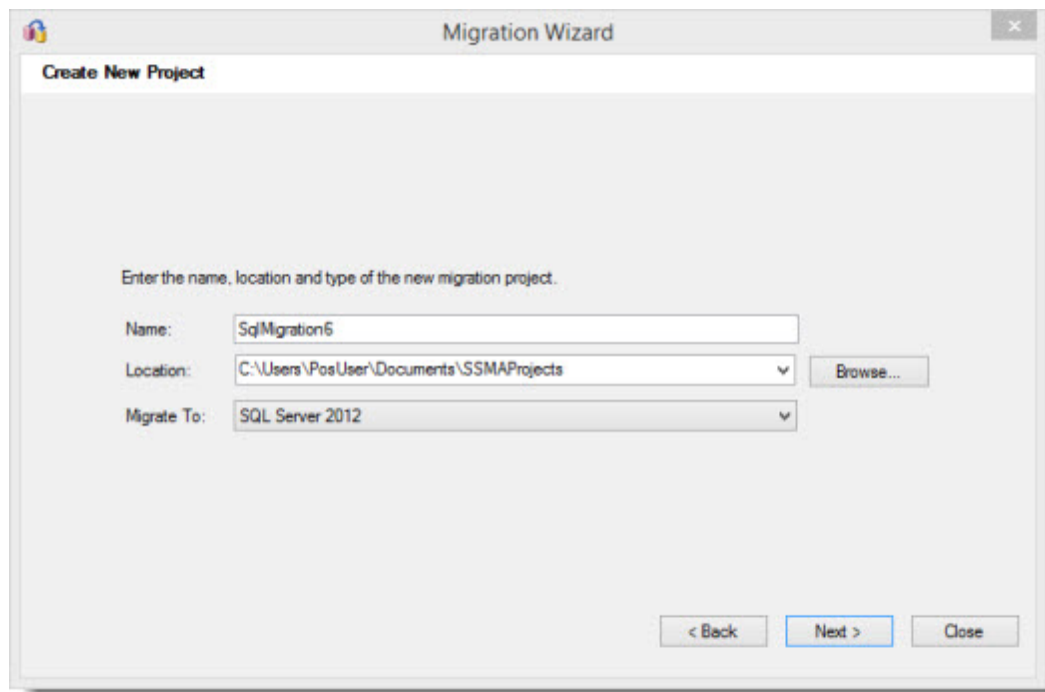 Migration Wizard
Create New Project
Enter the name, location and type of the new migration project.
Name: SqlMigration6
Location: C:\Users\PosUser\Documents\SSMAProjects Browse...
Migrate To: SQL Server 2012
< Back Next > Close